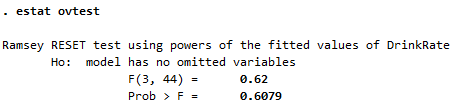 . estat ovtest
Ramsey RESET test using powers of the fitted values of DrinkRate
Ho: model has no omitted variables
F(3, 44) = 0.62
Prob > F = 0.6079